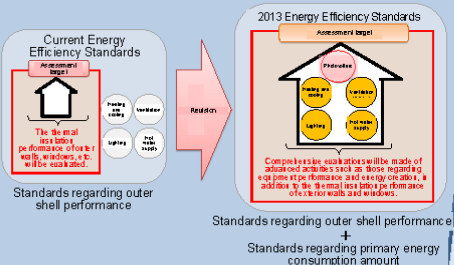 Current Energy
Efficiency Standards
Assessment
target
The thermal
insulation
performance of outer
walls, windows, etc.
will be evaluated.
Heating and
cooling
Ventilation
Lighting
Hot water
supply
Standards regarding outer
shell performance
Revision
2013 Energy Efficiency Standards
Assessment target
Heating and
cooling
Ventilation
Lighting
Hot water
supply
Comprehensive evaluations will be made of
advanced activities such as those regarding
equipment performance and energy creation, in
addition to the thermal insulation performance
of exterior walls and windows.
Standards regarding outer shell performance
+
Standards regarding primary energy
consumption amount